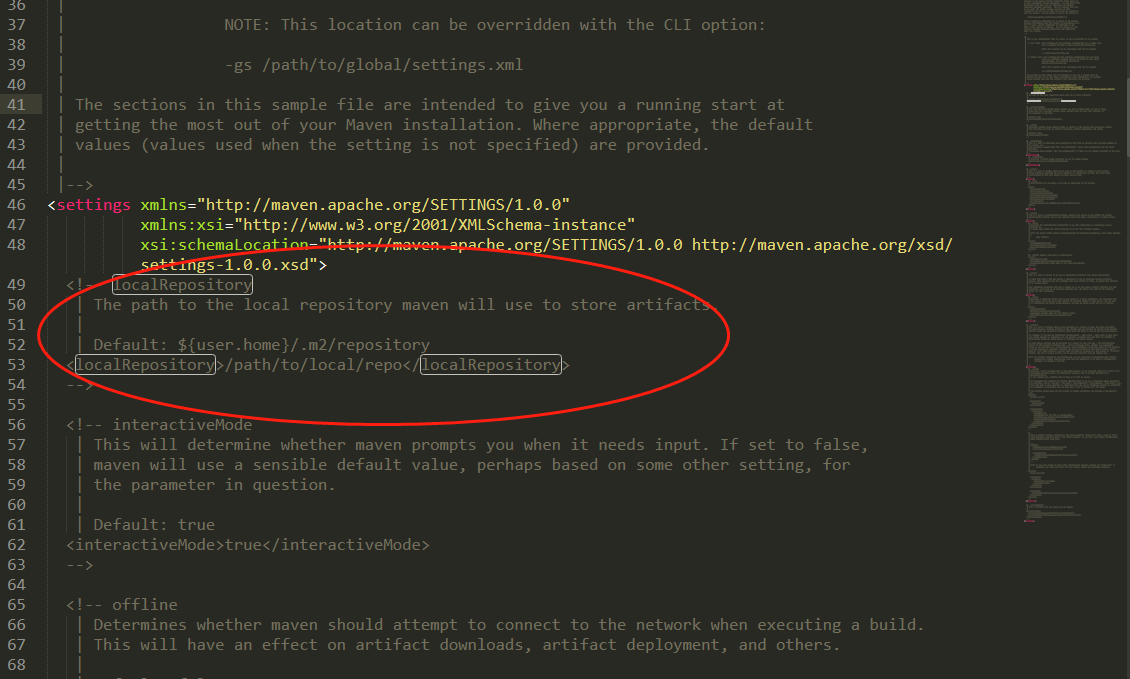 36 |
37 | NOTE: This location can be overridden with the CLI option:
38 |
39 | -gs /path/to/global/settings.xml
40 |
41 | The sections in this sample file are intended to give you a running start at
42 | getting the most out of your Maven installation. Where appropriate, the default
43 | values (values used when the setting is not specified) are provided.
44 |
45 |-->
46 <settings xmlns="http://maven.apache.org/SETTINGS/1.0.0"
47 xmlns:xsi="http://www.w3.org/2001/XMLSchema-instance"
48 xsi:schemaLocation="http://maven.apache.org/SETTINGS/1.0.0 http://maven.apache.org/xsd/
settings-1.0.0.xsd">
49 <!-- localRepository
50 | The path to the local repository maven will use to store artifacts.
51 |
52 | Default: ${user.home}/.m2/repository
53 <localRepository>/path/to/local/repo</localRepository>
54 -->
55
56 <!-- interactiveMode
57 | This will determine whether maven prompts you when it needs input. If set to false,
58 | maven will use a sensible default value, perhaps based on some other setting, for
59 | the parameter in question.
60 |
61 | Default: true
62 <interactiveMode>true</interactiveMode>
63 -->
64
65 <!-- offline
66 | Determines whether maven should attempt to connect to the network when executing a build.
67 | This will have an effect on artifact downloads, artifact deployment, and others.
68 |